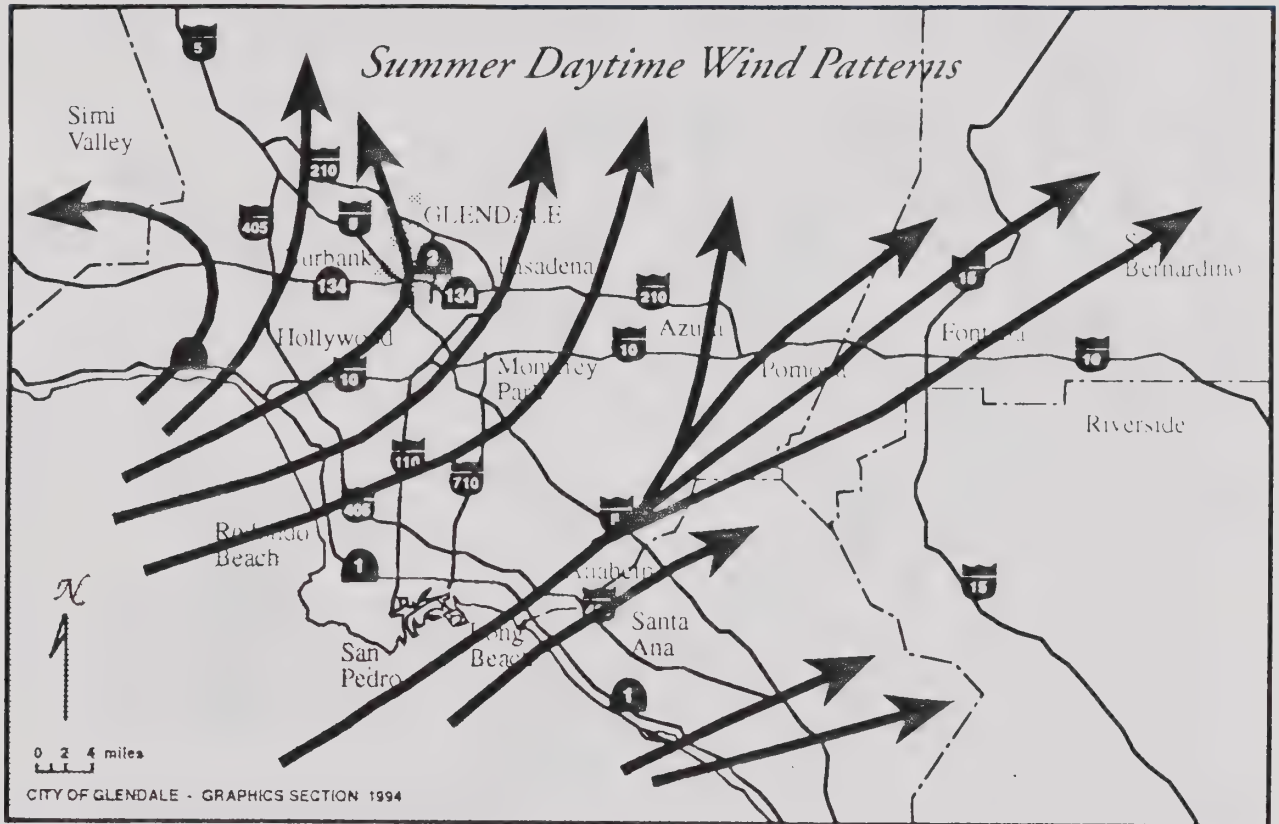 Summer Daytime Wind Patterns
5
Simi
Valley
210
405
GLENDALE
2
Pasadena
134
134
210
15
Bernardino
Hollywood
Azusa
10
10
Monterey
Park
Pomona
Fontana
10
Riverside
110
710
405
Redondo
Beach
1
Anaheim
15
N
San
Pedro
Long
Beach
Santa
Ana
1
0 2 4 miles
CITY OF GLENDALE - GRAPHICS SECTION 1994